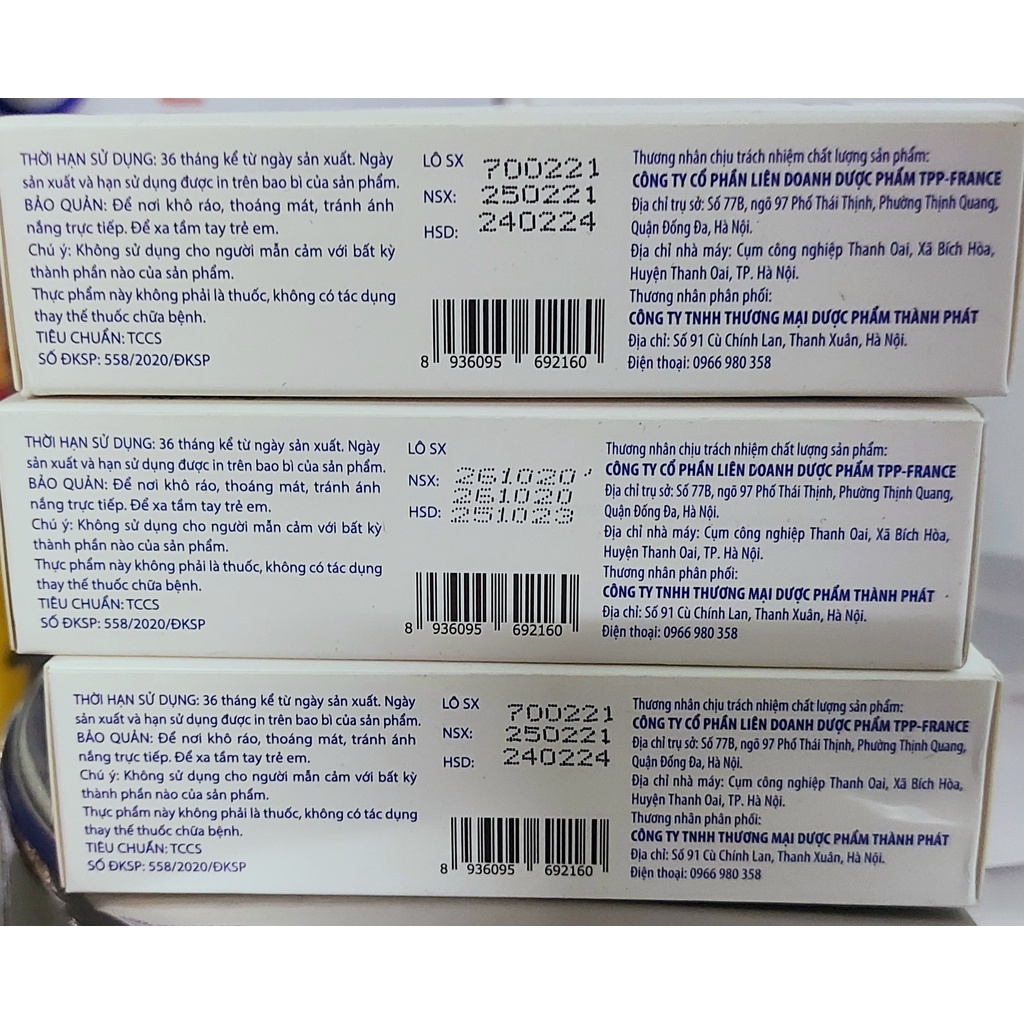 THỜI HẠN SỬ DỤNG: 36 tháng kể từ ngày sản xuất. Ngày
sản xuất và hạn sử dụng được in trên bao bì của sản phẩm.
BẢO QUẢN: Để nơi khô ráo, thoáng mát, tránh ánh
nắng trực tiếp. Để xa tầm tay trẻ em.
Chú ý: Không sử dụng cho người mẫn cảm với bất kỳ
thành phần nào của sản phẩm.
Thực phẩm này không phải là thuốc, không có tác dụng
thay thế thuốc chữa bệnh.
TIÊU CHUẨN: TCCS
SỐ ĐKSP: 558/2020/ĐKSP
LÔ SX 700221
NSX: 250221
HSD: 240224
8 936095 692160
Thương nhân chịu trách nhiệm chất lượng sản phẩm:
CÔNG TY CỔ PHẦN LIÊN DOANH DƯỢC PHẨM TPP-FRANCE
Địa chỉ trụ sở: Số 77B, ngõ 97 Phố Thái Thịnh, Phường Thịnh Quang,
Quận Đống Đa, Hà Nội.
Địa chỉ nhà máy: Cụm công nghiệp Thanh Oai, Xã Bích Hòa,
Huyện Thanh Oai, TP. Hà Nội.
Thương nhân phân phối:
CÔNG TY TNHH THƯƠNG MẠI DƯỢC PHẨM THÀNH PHÁT
Địa chỉ: Số 91 Cù Chính Lan, Thanh Xuân, Hà Nội.
Điện thoại: 0966 980 358
THỜI HẠN SỬ DỤNG: 36 tháng kể từ ngày sản xuất. Ngày
sản xuất và hạn sử dụng được in trên bao bì của sản phẩm.
BẢO QUẢN: Để nơi khô ráo, thoáng mát, tránh ánh
nắng trực tiếp. Để xa tầm tay trẻ em.
Chú ý: Không sử dụng cho người mẫn cảm với bất kỳ
thành phần nào của sản phẩm.
Thực phẩm này không phải là thuốc, không có tác dụng
thay thế thuốc chữa bệnh.
TIÊU CHUẨN: TCCS
SỐ ĐKSP: 558/2020/ĐKSP
LÔ SX 261020
NSX: 261020
HSD: 251023
8 936095 692160
Thương nhân chịu trách nhiệm chất lượng sản phẩm:
CÔNG TY CỔ PHẦN LIÊN DOANH DƯỢC PHẨM TPP-FRANCE
Địa chỉ trụ sở: Số 77B, ngõ 97 Phố Thái Thịnh, Phường Thịnh Quang,
Quận Đống Đa, Hà Nội.
Địa chỉ nhà máy: Cụm công nghiệp Thanh Oai, Xã Bích Hòa,
Huyện Thanh Oai, TP. Hà Nội.
Thương nhân phân phối:
CÔNG TY TNHH THƯƠNG MẠI DƯỢC PHẨM THÀNH PHÁT
Địa chỉ: Số 91 Cù Chính Lan, Thanh Xuân, Hà Nội.
Điện thoại: 0966 980 358
THỜI HẠN SỬ DỤNG: 36 tháng kể từ ngày sản xuất. Ngày
sản xuất và hạn sử dụng được in trên bao bì của sản phẩm.
BẢO QUẢN: Để nơi khô ráo, thoáng mát, tránh ánh
nắng trực tiếp. Để xa tầm tay trẻ em.
Chú ý: Không sử dụng cho người mẫn cảm với bất kỳ
thành phần nào của sản phẩm.
Thực phẩm này không phải là thuốc, không có tác dụng
thay thế thuốc chữa bệnh.
TIÊU CHUẨN: TCCS
SỐ ĐKSP: 558/2020/ĐKSP
LÔ SX 700221
NSX: 250221
HSD: 240224
8 936095 692160
Thương nhân chịu trách nhiệm chất lượng sản phẩm:
CÔNG TY CỔ PHẦN LIÊN DOANH DƯỢC PHẨM TPP-FRANCE
Địa chỉ trụ sở: Số 77B, ngõ 97 Phố Thái Thịnh, Phường Thịnh Quang,
Quận Đống Đa, Hà Nội.
Địa chỉ nhà máy: Cụm công nghiệp Thanh Oai, Xã Bích Hòa,
Huyện Thanh Oai, TP. Hà Nội.
Thương nhân phân phối:
CÔNG TY TNHH THƯƠNG MẠI DƯỢC PHẨM THÀNH PHÁT
Địa chỉ: Số 91 Cù Chính Lan, Thanh Xuân, Hà Nội.
Điện thoại: 0966 980 358